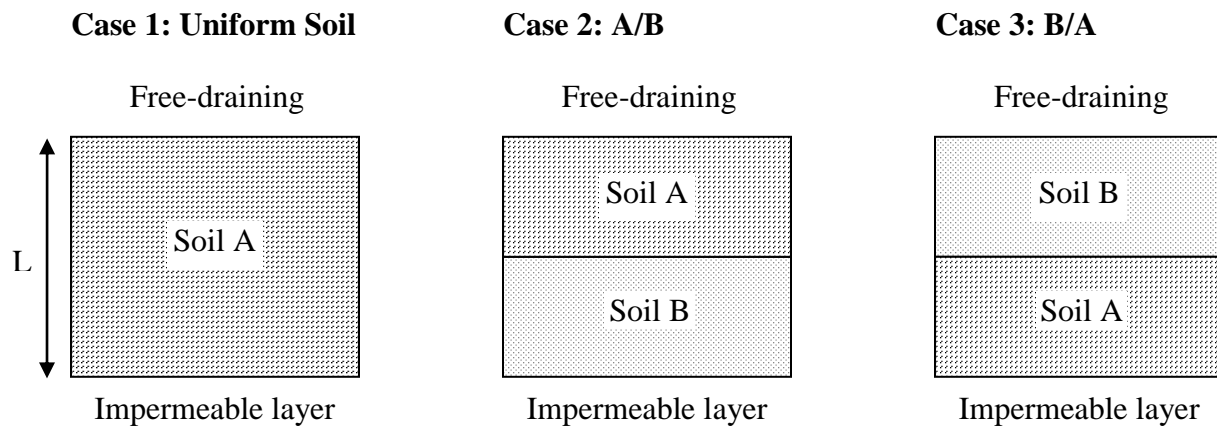 Case 1: Uniform Soil
Case 2: A/B
Case 3: B/A
Free-draining
Free-draining
Free-draining
L
Soil A
Soil A
Soil B
Soil B
Soil A
Impermeable layer
Impermeable layer
Impermeable layer